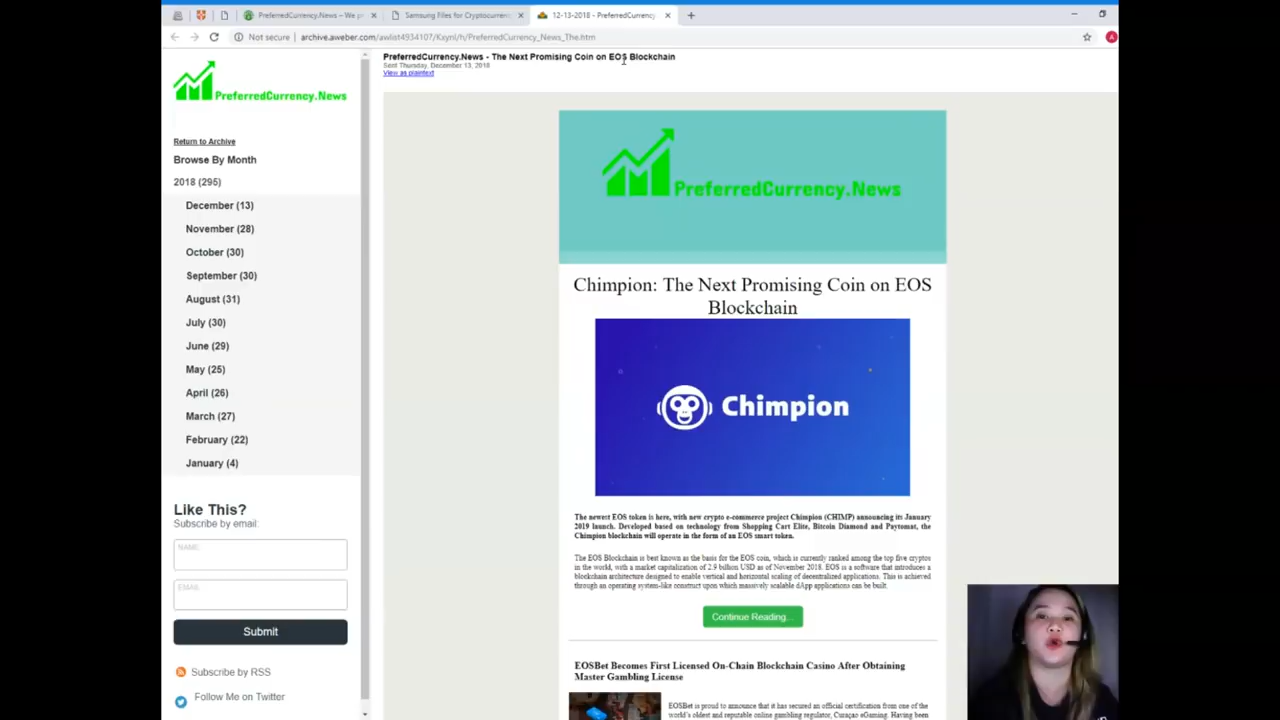 PreferredCurrency.News – We pr
Samsung Files for Cryptocurrenc
12-13-2018 - PreferredCurrency
Not secure | archive.aweber.com/awlist4934107/Ksynl/h/PreferredCurrency_News_The.htm
A
PreferredCurrency.News
Return to Archive
Browse By Month
2018 (295)
December (13)
November (28)
October (30)
September (30)
August (31)
July (30)
June (29)
May (25)
April (26)
March (27)
February (22)
January (4)
Like This?
Subscribe by email:
NAME:
EMAIL:
Submit
Subscribe by RSS
Follow Me on Twitter
PreferredCurrency.News - The Next Promising Coin on EOS Blockchain
Sent Thursday, December 13, 2018
View as plaintext
PreferredCurrency.News
Chimpion: The Next Promising Coin on EOS
Blockchain
Chimpion
The newest EOS token is here, with new crypto e-commerce project Chimpion (CHIMP) announcing its January
2019 launch. Developed based on technology from Shopping Cart Elite, Bitcoin Diamond and Paytomat, the
Chimpion blockchain will operate in the form of an EOS smart token.
The EOS Blockchain is best known as the basis for the EOS coin, which is currently ranked among the top five cryptos
in the world, with a market capitalization of 2.9 billion USD as of November 2018. EOS is a software that introduces a
blockchain architecture designed to enable vertical and horizontal scaling of decentralized applications. This is achieved
through an operating system-like construct upon which massively scalable dApp applications can be built.
Continue Reading...
EOSBet Becomes First Licensed On-Chain Blockchain Casino After Obtaining
Master Gambling License
EOSBet is proud to announce that it has secured an official certification from one of the
world's oldest and reputable online gambling regulator, Curaçao eGaming. Having been